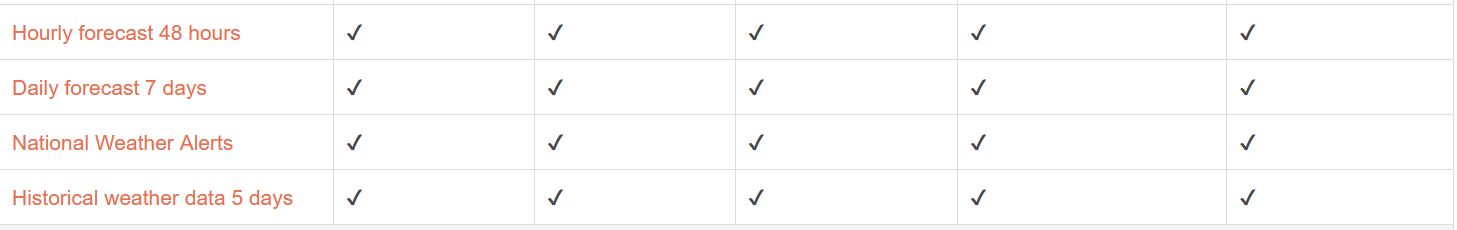 Hourly forecast 48 hours ✓ ✓ ✓ ✓ ✓
Daily forecast 7 days ✓ ✓ ✓ ✓ ✓
National Weather Alerts ✓ ✓ ✓ ✓ ✓
Historical weather data 5 days ✓ ✓ ✓ ✓ ✓